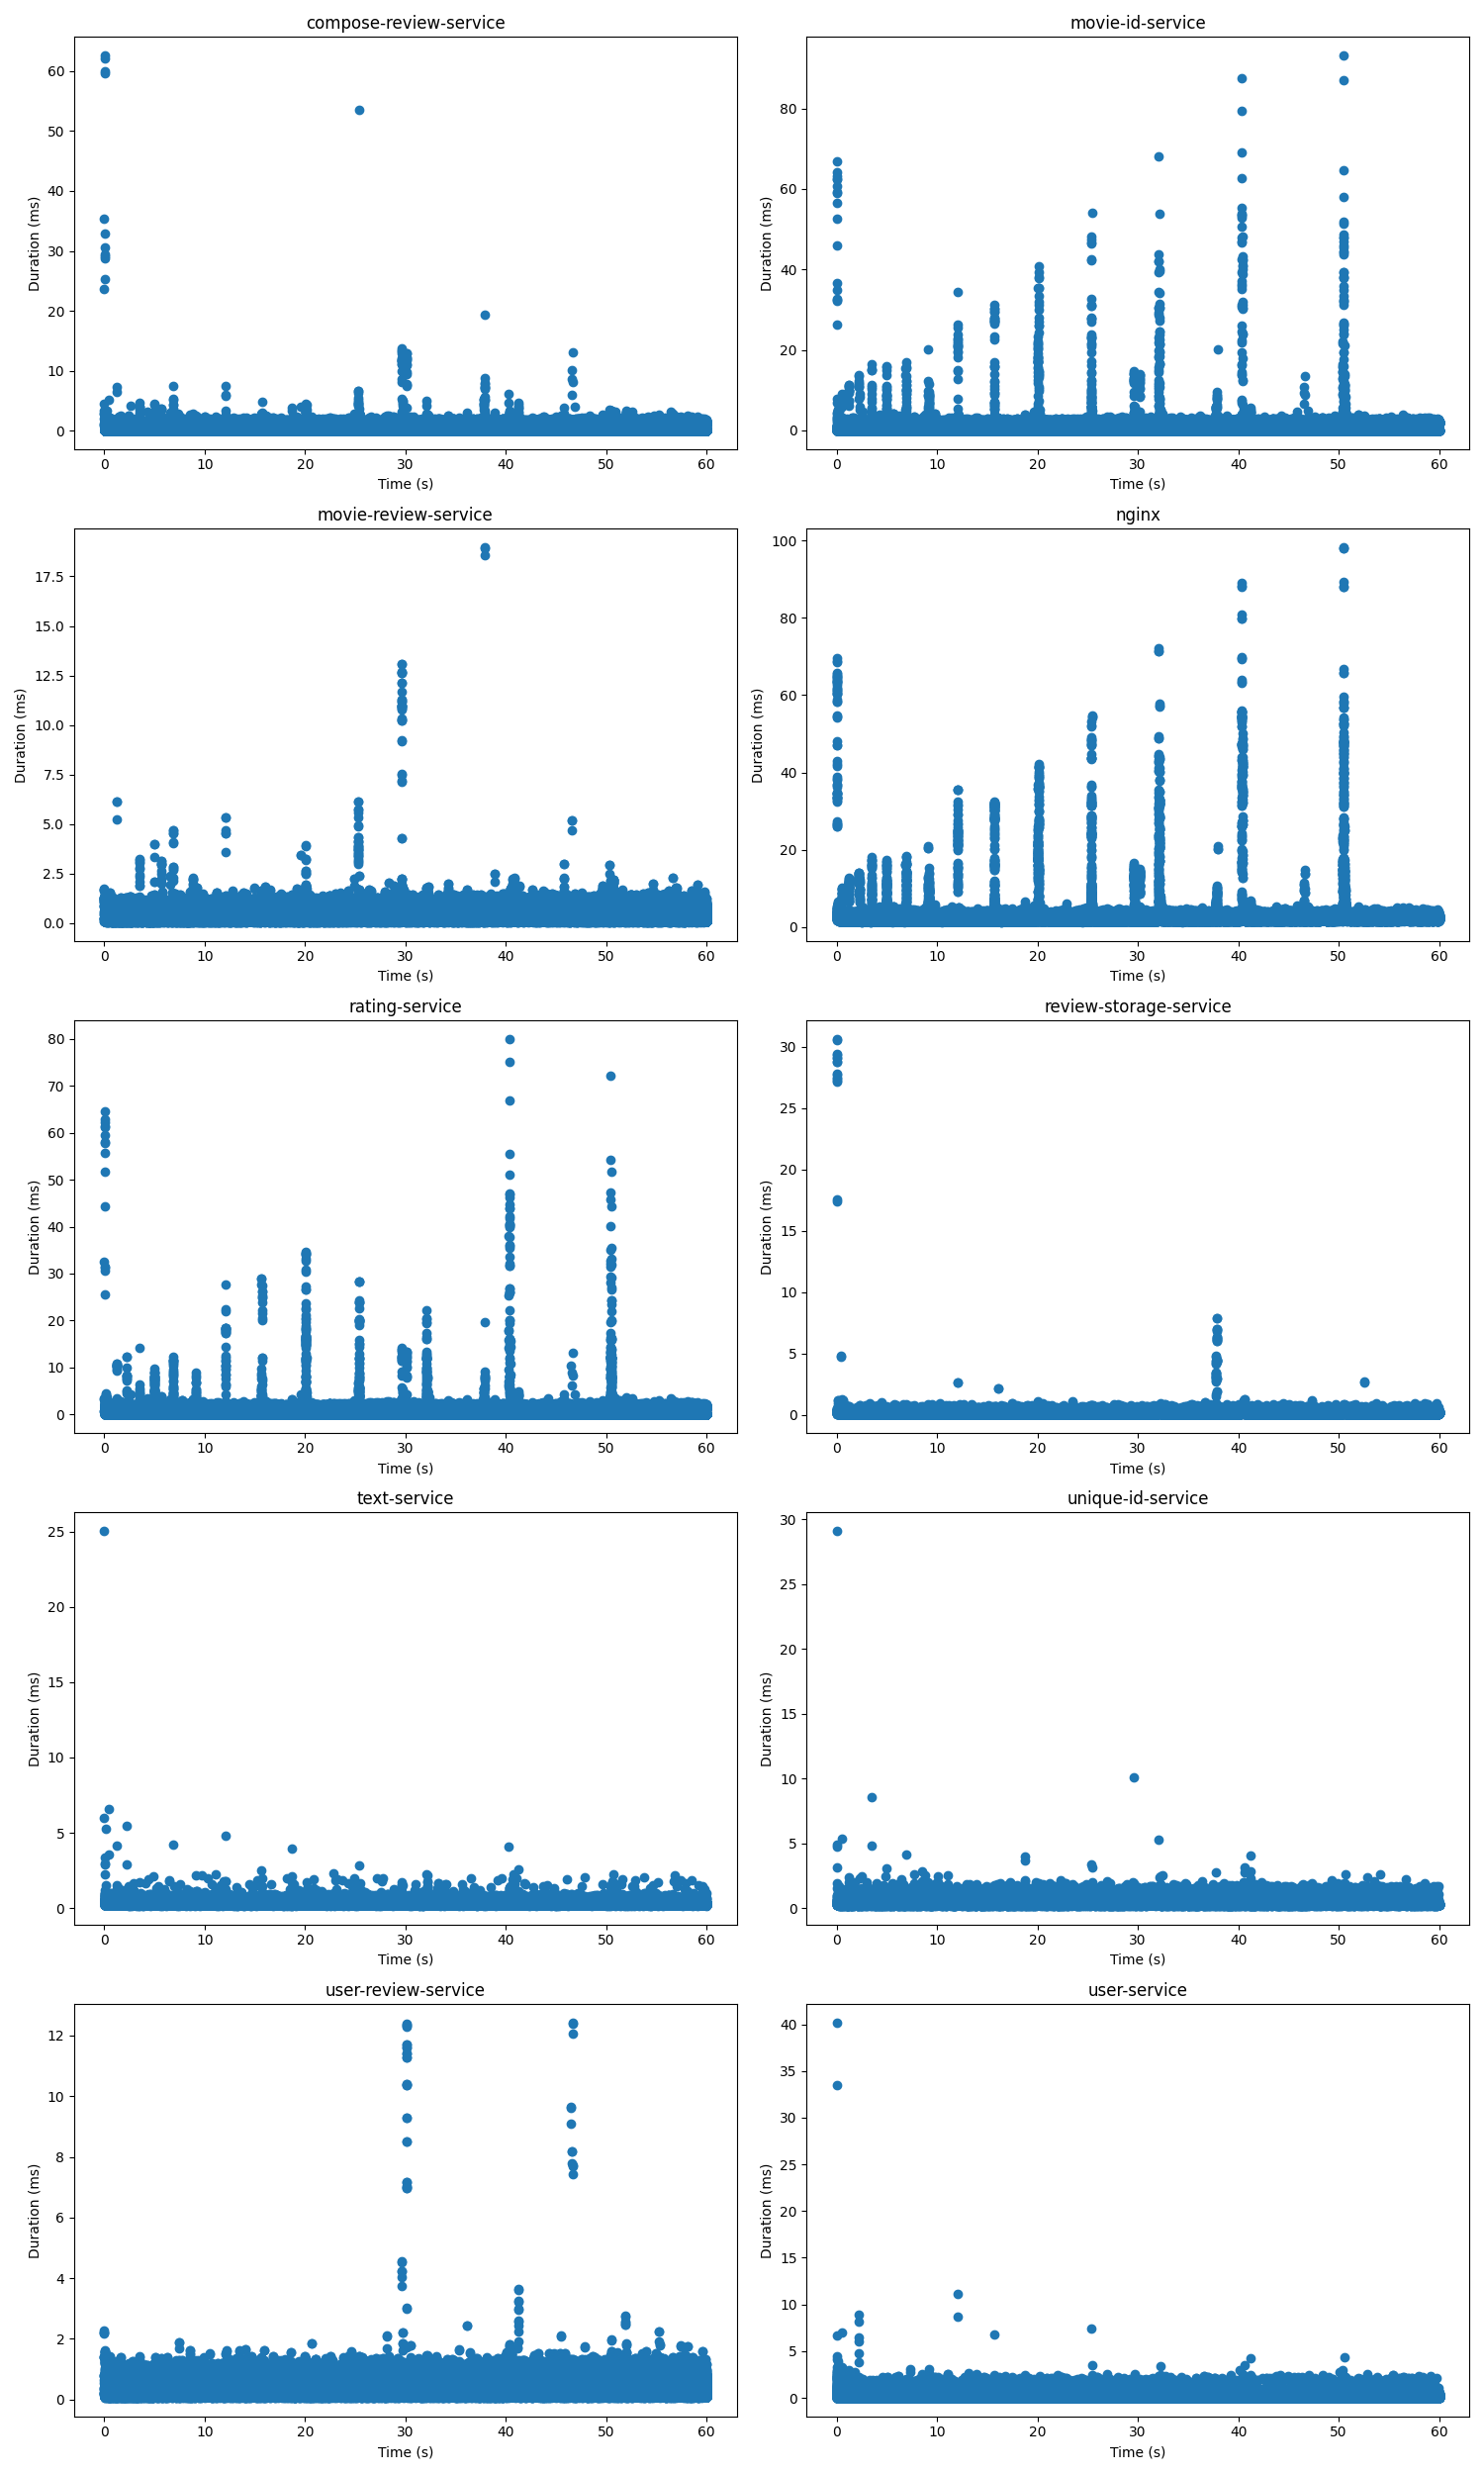 compose-review-service
Duration (ms)
60
50
40
30
20
10
0
0 10 20 30 40 50 60
Time (s)
movie-id-service
Duration (ms)
80
60
40
20
0
0 10 20 30 40 50 60
Time (s)
movie-review-service
Duration (ms)
17.5
15.0
12.5
10.0
7.5
5.0
2.5
0.0
0 10 20 30 40 50 60
Time (s)
nginx
Duration (ms)
100
80
60
40
20
0
0 10 20 30 40 50 60
Time (s)
rating-service
Duration (ms)
80
70
60
50
40
30
20
10
0
0 10 20 30 40 50 60
Time (s)
review-storage-service
Duration (ms)
30
25
20
15
10
5
0
0 10 20 30 40 50 60
Time (s)
text-service
Duration (ms)
25
20
15
10
5
0
0 10 20 30 40 50 60
Time (s)
unique-id-service
Duration (ms)
30
25
20
15
10
5
0
0 10 20 30 40 50 60
Time (s)
user-review-service
Duration (ms)
12
10
8
6
4
2
0
0 10 20 30 40 50 60
Time (s)
user-service
Duration (ms)
40
35
30
25
20
15
10
5
0
0 10 20 30 40 50 60
Time (s)